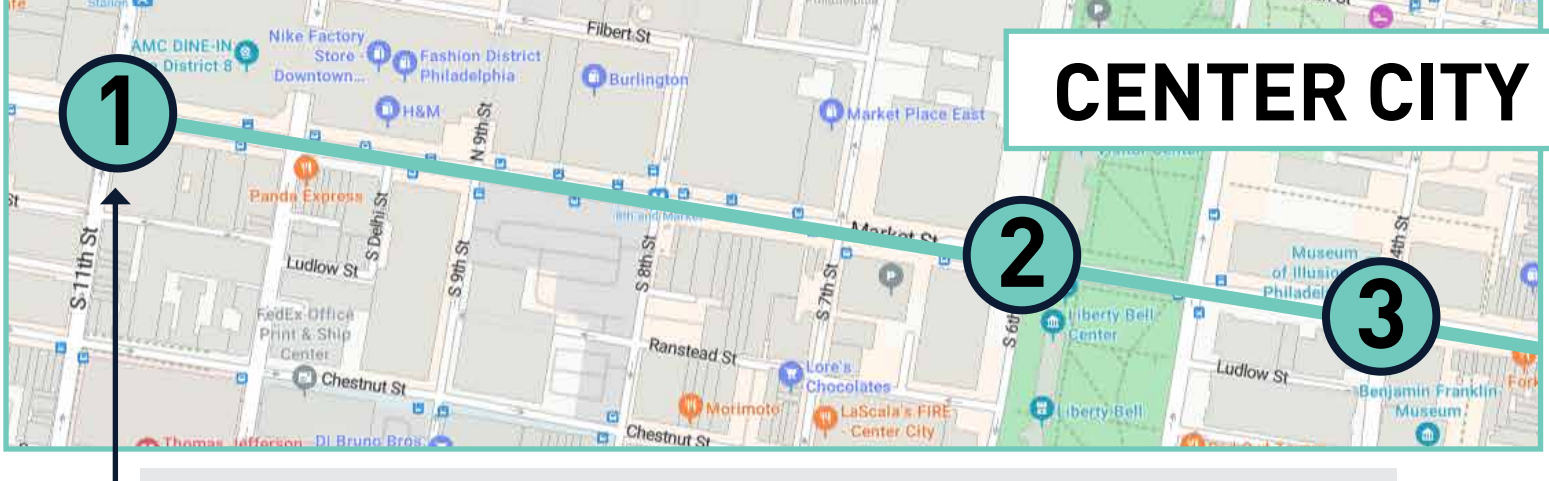 Filbert St
AMC DINE-IN
District 8
Nike Factory
Store -
Downtown...
Fashion District
Philadelphia
Burlington
H&M
Market Place East
CENTER CITY
1
N 9th St
Panda Express
S Delhi St
8th and Market
Market St
2
S 11th St
Ludlow St
S 9th St
S 8th St
S 7th St
S 6th
4th St
Museum
of Illusio
Philadel
3
Liberty Bell
Center
FedEx Office
Print & Ship
Center
Ranstead St
Lore's
Chocolates
Ludlow St
Chestnut St
Morimoto
LaScala's FIRE
- Center City
Liberty Bell
Benjamin Franklin
Museum
Fork
Thomas Jefferson
Di Bruno Bros.
Chestnut St